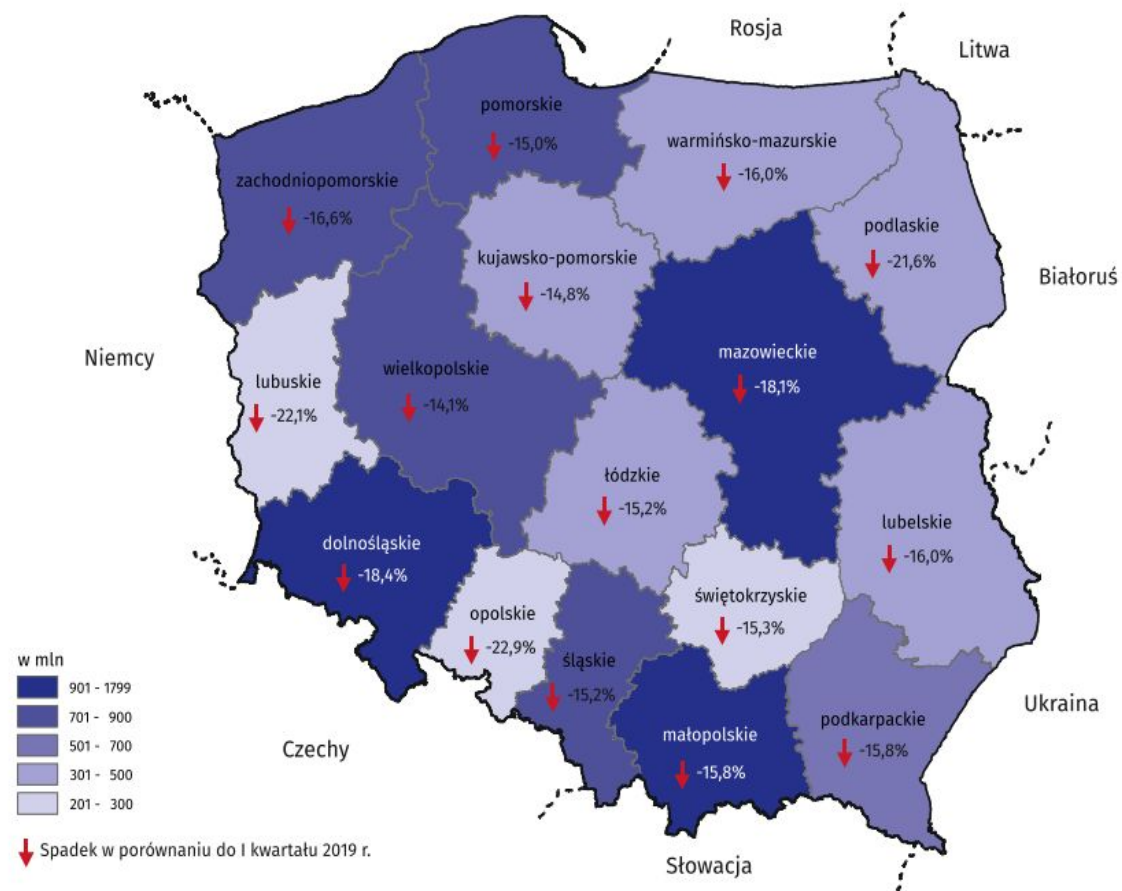 Rosja
Litwa
pomorskie
-15,0%
warmińsko-mazurskie
-16,0%
zachodniopomorskie
-16,6%
podlaskie
-21,6%
kujawsko-pomorskie
-14,8%
Białoruś
Niemcy
mazowieckie
-18,1%
wielkopolskie
-14,1%
lubuskie
-22,1%
łódzkie
-15,2%
lubelskie
-16,0%
dolnośląskie
-18,4%
świętokrzyskie
-15,3%
opolskie
-22,9%
śląskie
-15,2%
Ukraina
podkarpackie
-15,8%
małopolskie
-15,8%
Czechy
Słowacja
w mln
901 - 1799
701 - 900
501 - 700
301 - 500
201 - 300
Spadek w porównaniu do I kwartału 2019 r.